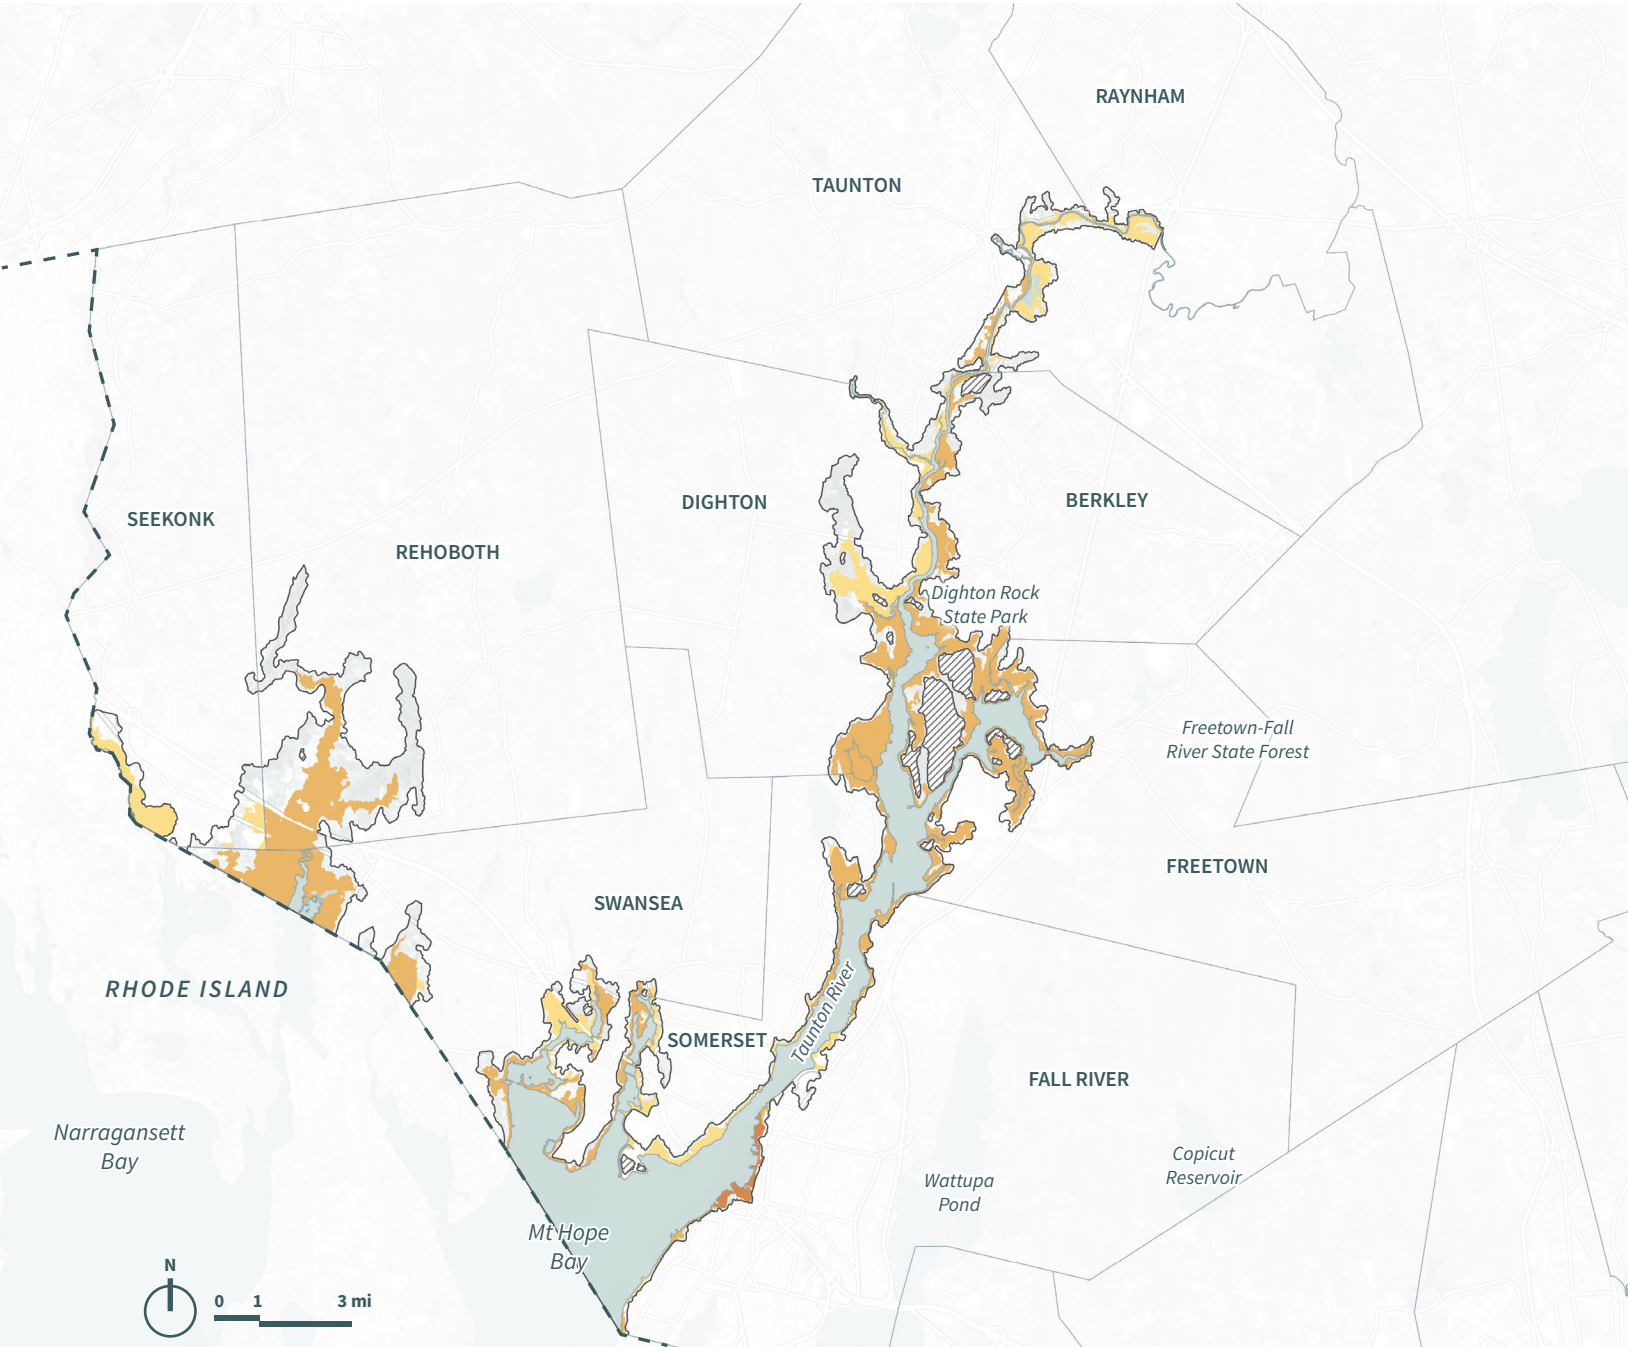 RAYNHAM
TAUNTON
DIGHTON
BERKLEY
SEEKONK
REHOBOTH
Dighton Rock
State Park
Freetown-Fall
River State Forest
FREETOWN
SWANSEA
RHODE ISLAND
Taunton River
SOMERSET
FALL RIVER
Narragansett
Bay
Copicut
Reservoir
Wattupa
Pond
Mt Hope
Bay
N
0 1 3 mi